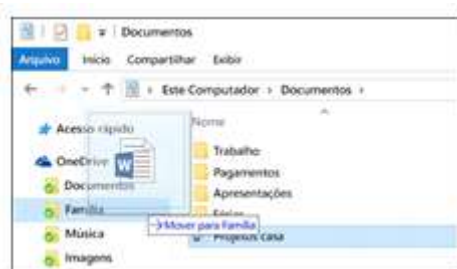 Documentos
Arquivo Início Compartilhar Exibir
Este Computador > Documentos >
Nome
Acesso rápido
Trabalho
OneDrive
Pagamentos
Documentos
Apresentações
Família
Férias
Mover para Família
Projetos casa
Música
Imagens